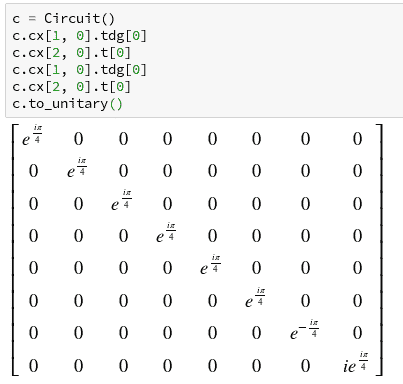 c = Circuit()
c.cx[1, 0].tdg[0]
c.cx[2, 0].t[0]
c.cx[1, 0].tdg[0]
c.cx[2, 0].t[0]
c.to_unitary()
e^{\frac{i\pi}{4}} 0 0 0 0 0 0 0
0 e^{\frac{i\pi}{4}} 0 0 0 0 0 0
0 0 e^{\frac{i\pi}{4}} 0 0 0 0 0
0 0 0 e^{\frac{i\pi}{4}} 0 0 0 0
0 0 0 0 e^{\frac{i\pi}{4}} 0 0 0
0 0 0 0 0 e^{\frac{i\pi}{4}} 0 0
0 0 0 0 0 0 e^{-\frac{i\pi}{4}} 0
0 0 0 0 0 0 0 ie^{\frac{i\pi}{4}}